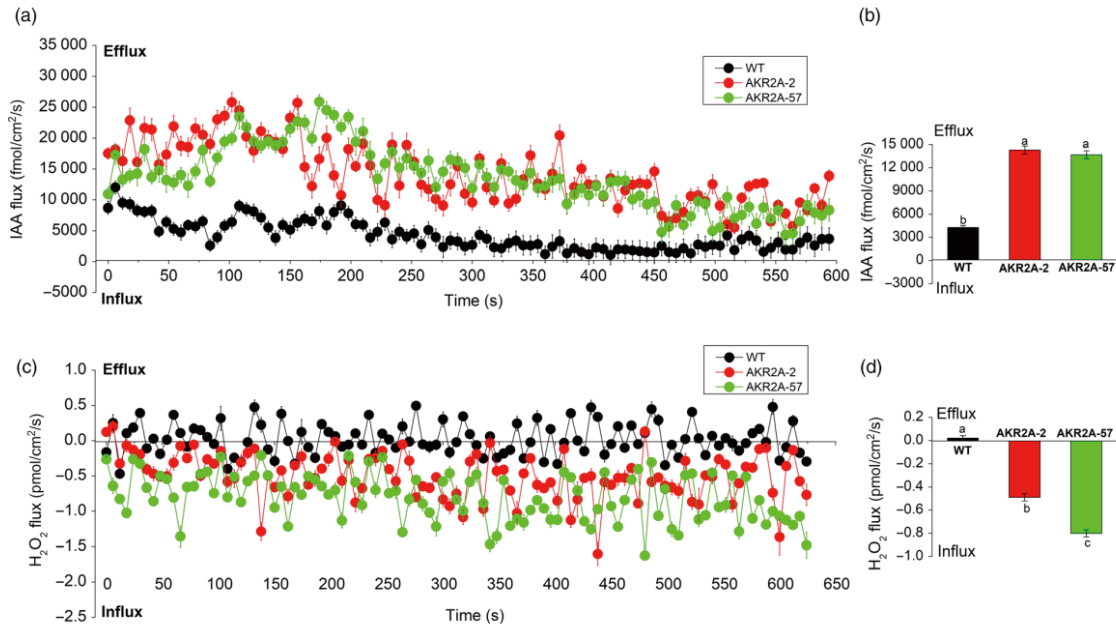 (a)
Efflux
35 000
30 000
25 000
20 000
15 000
10 000
5000
0
−5000
IAA flux (fmol/cm²/s)
WT
AKR2A-2
AKR2A-57
0 50 100 150 200 250 300 350 400 450 500 550 600
Influx
Time (s)
(b)
Efflux
15 000
12 000
9000
6000
3000
0
−3000
IAA flux (fmol/cm²/s)
b
a
a
WT AKR2A-2 AKR2A-57
Influx
(c)
Efflux
1.0
0.5
0.0
−0.5
−1.0
−1.5
−2.0
−2.5
H₂O₂ flux (pmol/cm²/s)
WT
AKR2A-2
AKR2A-57
0 50 100 150 200 250 300 350 400 450 500 550 600 650
Influx
Time (s)
(d)
Efflux
0.2
0.0
−0.2
−0.4
−0.6
−0.8
−1.0
H₂O₂ flux (pmol/cm²/s)
a
AKR2A-2 AKR2A-57
WT
b
c
Influx